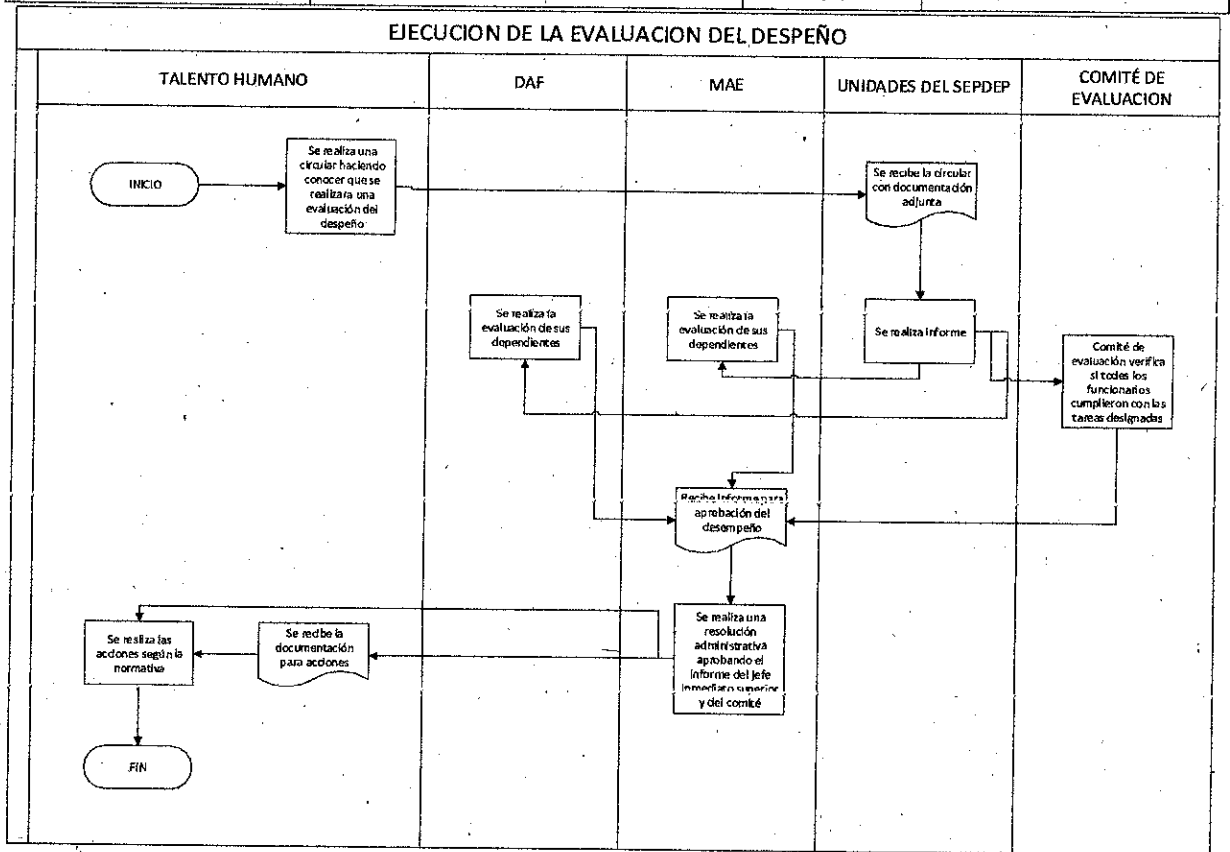 EJECUCION DE LA EVALUACION DEL DESPEÑO
TALENTO HUMANO
DAF
MAE
UNIDADES DEL SEPDEP
COMITÉ DE
EVALUACION
INICIO
Se realiza una
circular haciendo
conocer que se
realizara una
evaluación del
despeño
Se recibe la circular
con documentación
adjunta
Se realiza la
evaluación de sus
dependientes
Se realiza la
evaluación de sus
dependientes
Se realiza informe
Comité de
evaluación verifica
si todos los
funcionarios
cumplieron con las
tareas designadas
Recibe Informe para
aprobación del
desempeño
Se realiza las
acciones según la
normativa
Se recibe la
documentación
para acciones
Se realiza una
resolución
administrativa
aprobando el
informe del jefe
inmediato superior
y del comité
FIN